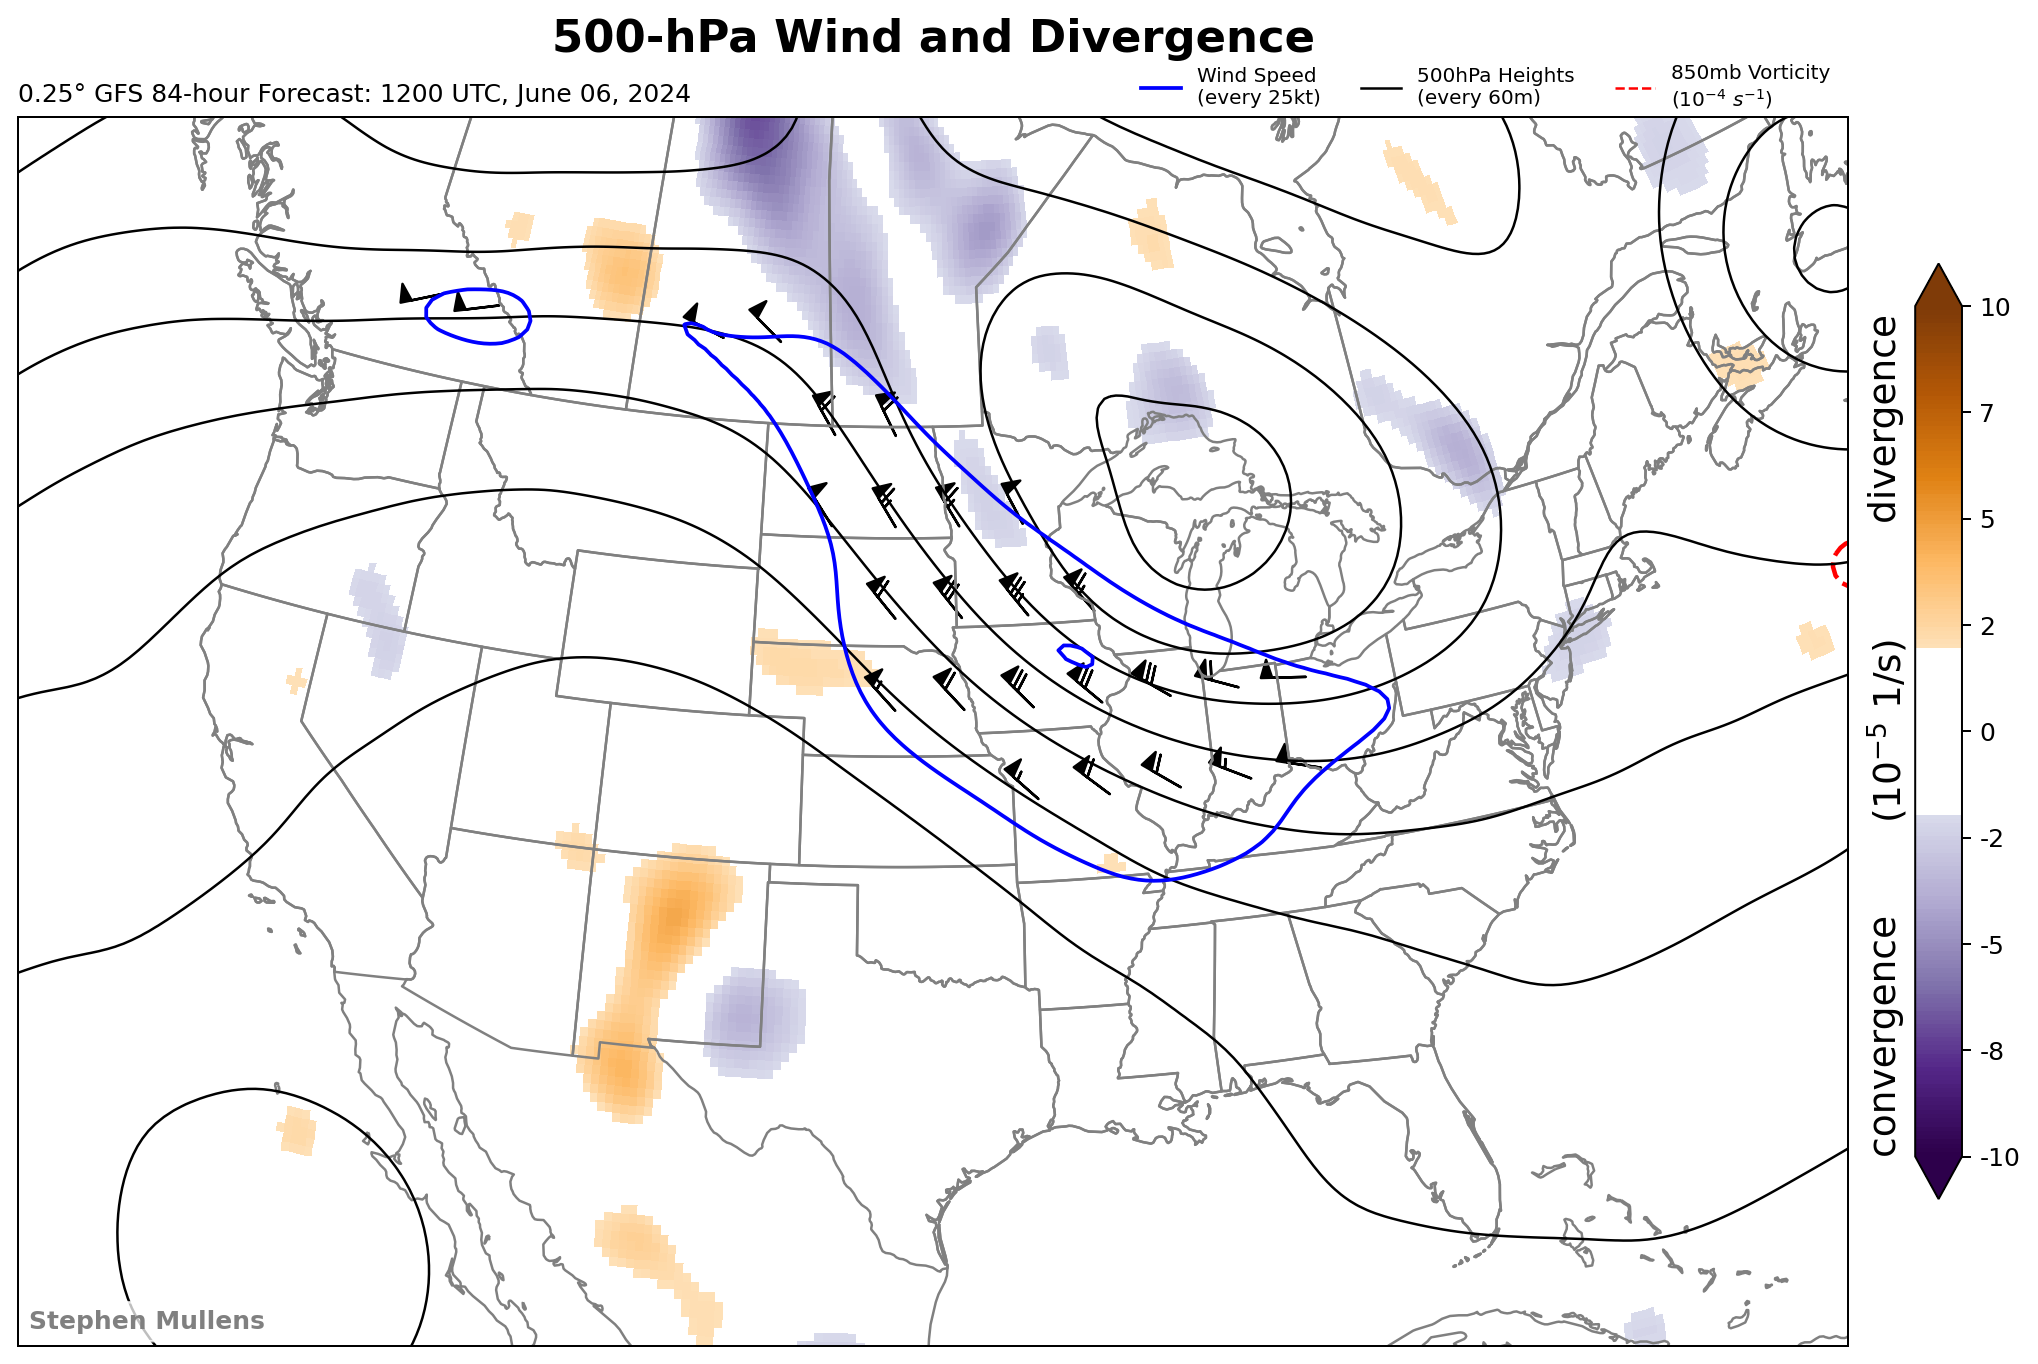 500-hPa Wind and Divergence
0.25° GFS 84-hour Forecast: 1200 UTC, June 06, 2024
Wind Speed
(every 25kt)
500hPa Heights
(every 60m)
850mb Vorticity
(10⁻⁴ s⁻¹)
10
7
5
2
0
-2
-5
-8
-10
convergence (10⁻⁵ 1/s) divergence
Stephen Mullens